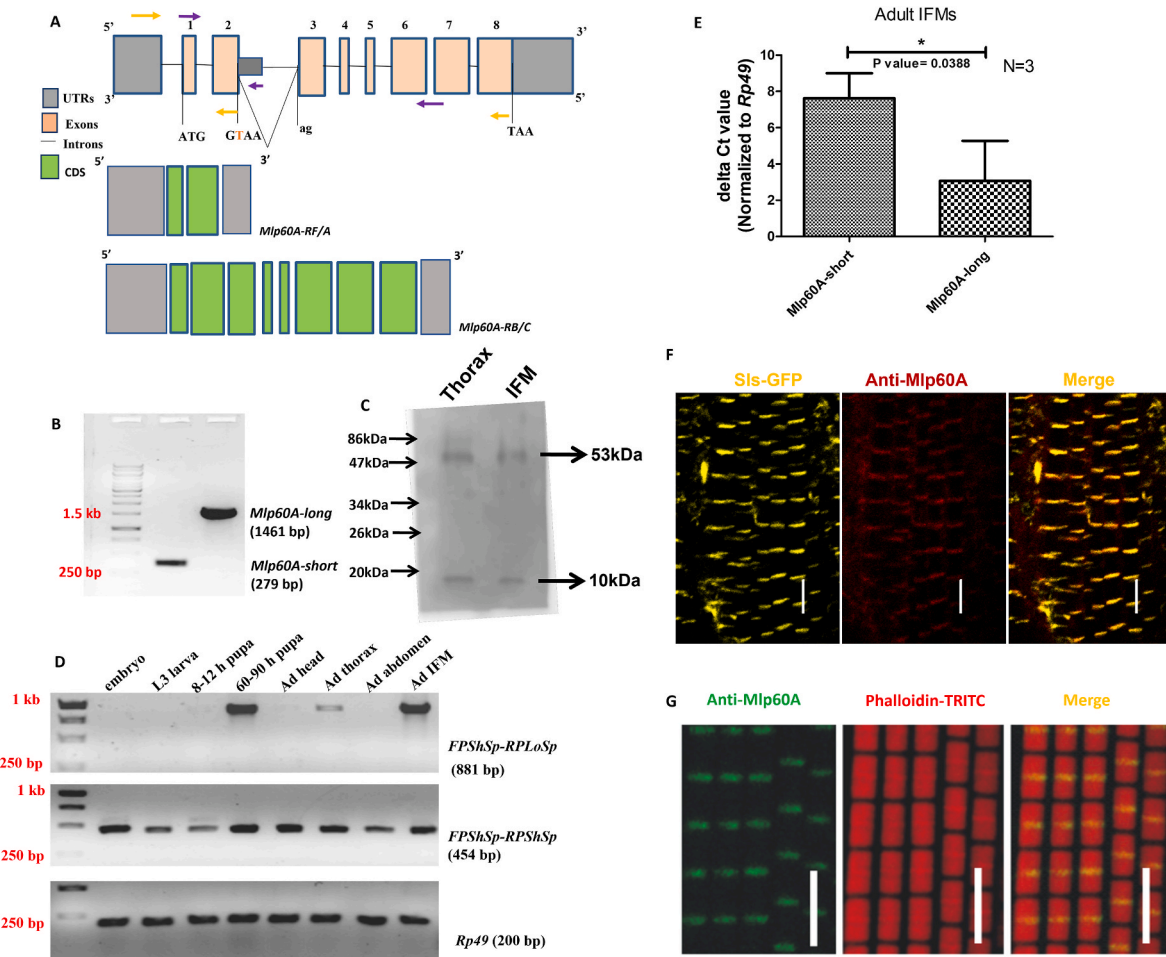 A
5’
1
2
3
4
5
6
7
8
3’
3’
5’
ATG
GTAA
ag
TAA
UTRs
Exons
Introns
CDS
5’
3’
Mlp60A-RF/A
5’
3’
Mlp60A-RB/C
B
1.5 kb
250 bp
Mlp60A-long
(1461 bp)
Mlp60A-short
(279 bp)
C
Thorax
IFM
86kDa
47kDa
34kDa
26kDa
20kDa
53kDa
10kDa
D
embryo
L3 larva
8-12 h pupa
60-90 h pupa
Ad head
Ad thorax
Ad abdomen
Ad IFM
1 kb
250 bp
FPShSp-RPLoSp
(881 bp)
1 kb
250 bp
FPShSp-RPShSp
(454 bp)
250 bp
Rp49 (200 bp)
E
Adult IFMs
*
P value= 0.0388
N=3
delta Ct value
(Normalized to Rp49)
10
8
6
4
2
0
Mlp60A-short
Mlp60A-long
F
Sls-GFP
Anti-Mlp60A
Merge
G
Anti-Mlp60A
Phalloidin-TRITC
Merge